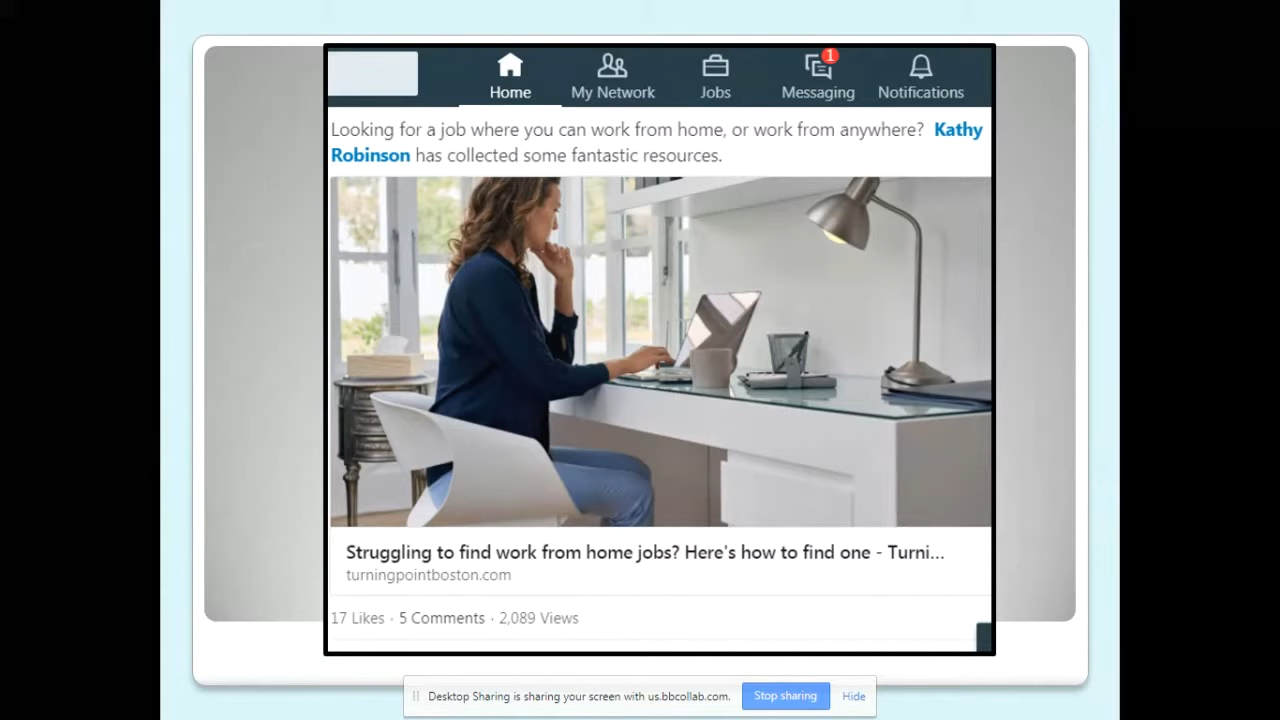 1
Home My Network Jobs Messaging Notifications
Looking for a job where you can work from home, or work from anywhere? Kathy
Robinson has collected some fantastic resources.
Struggling to find work from home jobs? Here's how to find one - Turni...
turningpointboston.com
17 Likes · 5 Comments · 2,089 Views
Desktop Sharing is sharing your screen with us.bbcollab.com. Stop sharing Hide